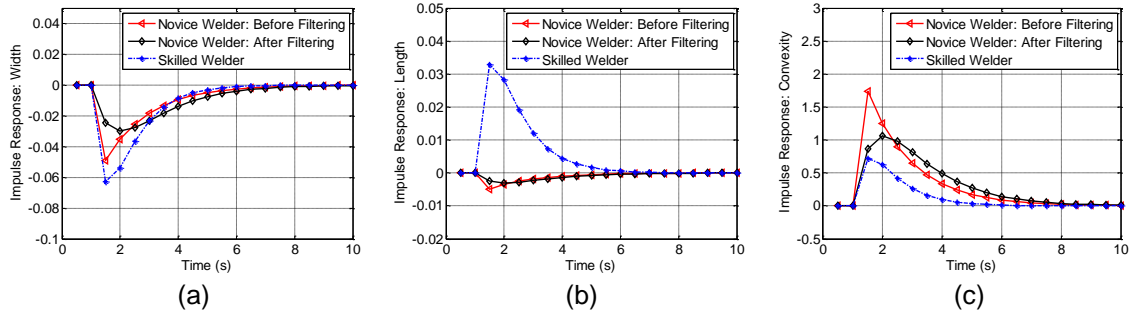 Impulse Response: Width
0.04
0.02
0
-0.02
-0.04
-0.06
-0.08
-0.1
0 2 4 6 8 10
Time (s)
Novice Welder: Before Filtering
Novice Welder: After Filtering
Skilled Welder
(a)
Impulse Response: Length
0.05
0.04
0.03
0.02
0.01
0
-0.01
-0.02
0 2 4 6 8 10
Time (s)
Novice Welder: Before Filtering
Novice Welder: After Filtering
Skilled Welder
(b)
Impulse Response: Convexity
3
2.5
2
1.5
1
0.5
0
-0.5
0 2 4 6 8 10
Time (s)
Novice Welder: Before Filtering
Novice Welder: After Filtering
Skilled Welder
(c)